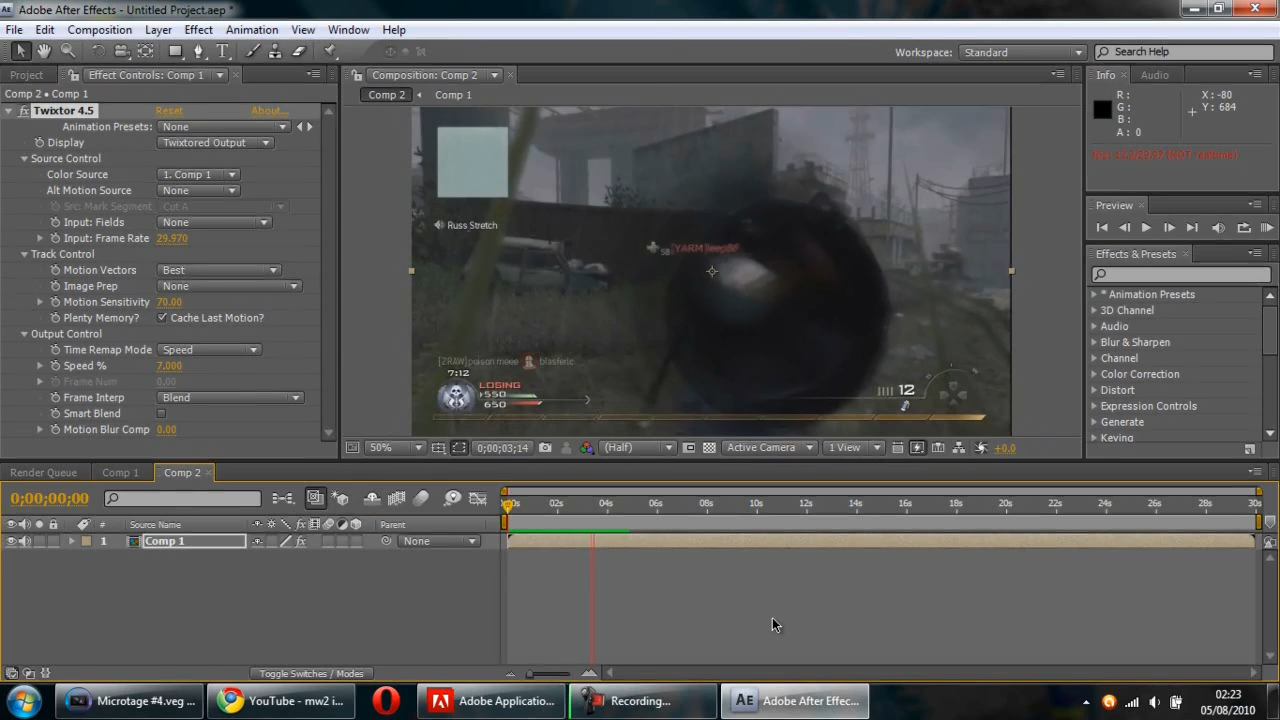 Adobe After Effects - Untitled Project.aep *
File Edit Composition Layer Effect Animation View Window Help
Workspace: Standard Search Help
Project Effect Controls: Comp 1
Comp 2 • Comp 1
Twixtor 4.5 Reset About...
Animation Presets: None
Display Twixtored Output
Source Control
Color Source 1. Comp 1
Alt Motion Source None
Src: Mark Segment Cut A
Input: Fields None
Input: Frame Rate 29.970
Track Control
Motion Vectors Best
Image Prep None
Motion Sensitivity 70.00
Plenty Memory? Cache Last Motion?
Output Control
Time Remap Mode Speed
Speed % 7.000
Frame Num 0.00
Frame Interp Blend
Smart Blend
Motion Blur Comp 0.00
Composition: Comp 2
Comp 2 Comp 1
Russ Stretch
[ZRAW]poison meee blasferic
7:12
LOSING
550
650
12
50% 0;00;03;14 (Half) Active Camera 1 View +0.0
Info Audio
R: X: -80
G: Y: 684
B:
A: 0
Preview
Effects & Presets
* Animation Presets
3D Channel
Audio
Blur & Sharpen
Channel
Color Correction
Distort
Expression Controls
Generate
Keying
Render Queue Comp 1 Comp 2
0;00;00;00
# Source Name Parent
1 Comp 1 None
02s 04s 06s 08s 10s 12s 14s 16s 18s 20s 22s 24s 26s 28s 30s
Toggle Switches / Modes
Microtage #4.veg ... YouTube - mw2 i... Adobe Applicatio... Recording... Adobe After Effec...
02:23
05/08/2010